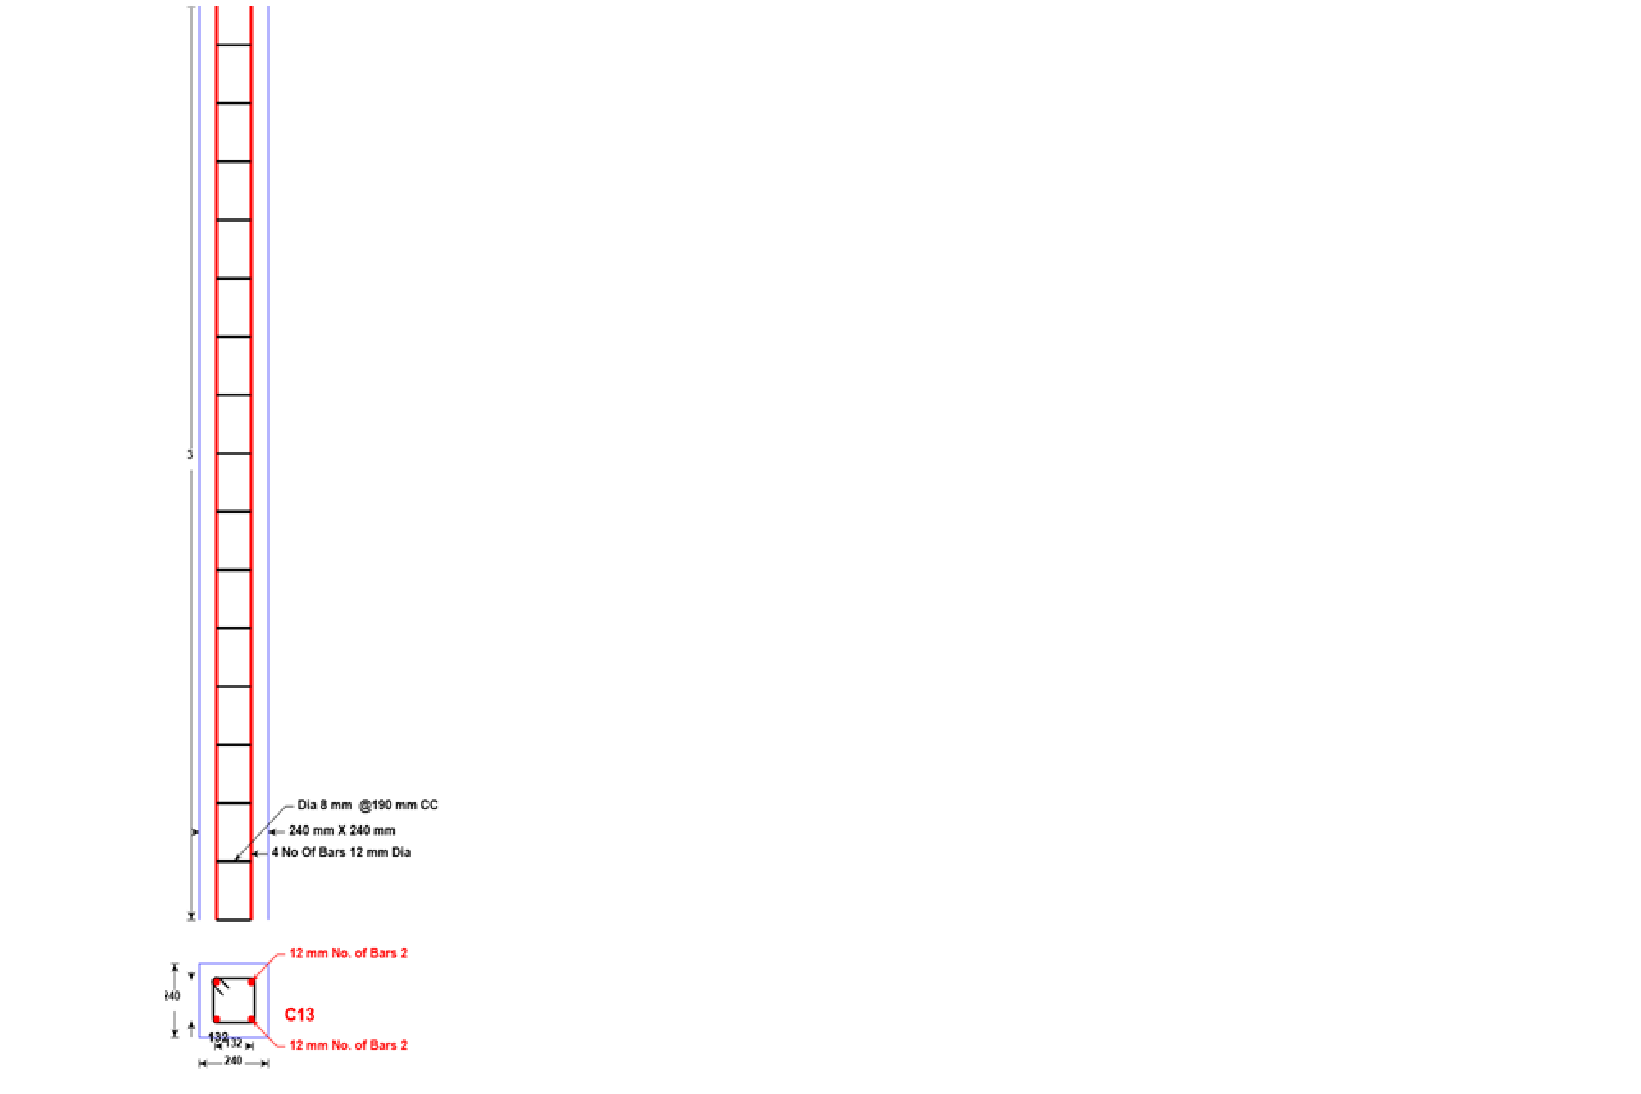 3
Dia 8 mm @190 mm CC
240 mm X 240 mm
4 No Of Bars 12 mm Dia
12 mm No. of Bars 2
240
C13
132
132
12 mm No. of Bars 2
240